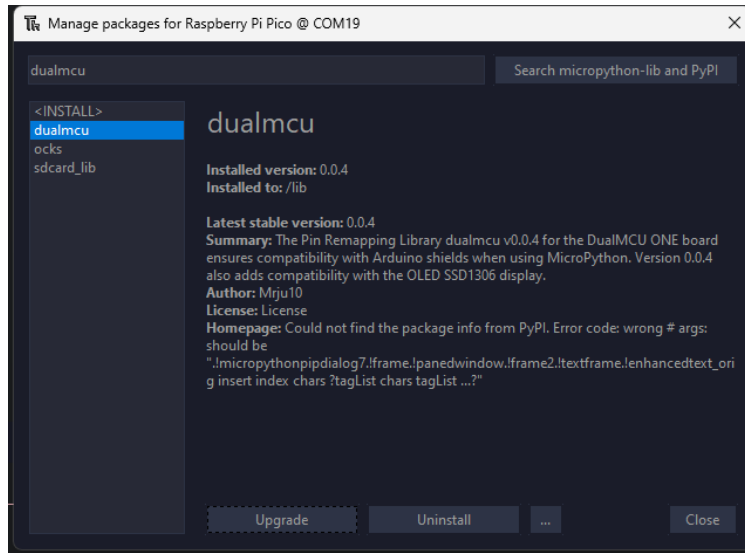 Manage packages for Raspberry Pi Pico @ COM19
dualmcu
Search micropython-lib and PyPI
<INSTALL>
dualmcu
ocks
sdcard_lib
dualmcu
Installed version: 0.0.4
Installed to: /lib
Latest stable version: 0.0.4
Summary: The Pin Remapping Library dualmcu v0.0.4 for the DualMCU ONE board
ensures compatibility with Arduino shields when using MicroPython. Version 0.0.4
also adds compatibility with the OLED SSD1306 display.
Author: Mrju10
License: License
Homepage: Could not find the package info from PyPI. Error code: wrong # args:
should be
".!micropythonpipdialog7.!frame.!panedwindow.!frame2.!textframe.!enhancedtext_ori
g insert index chars ?tagList chars tagList ...?"
Upgrade
Uninstall
...
Close